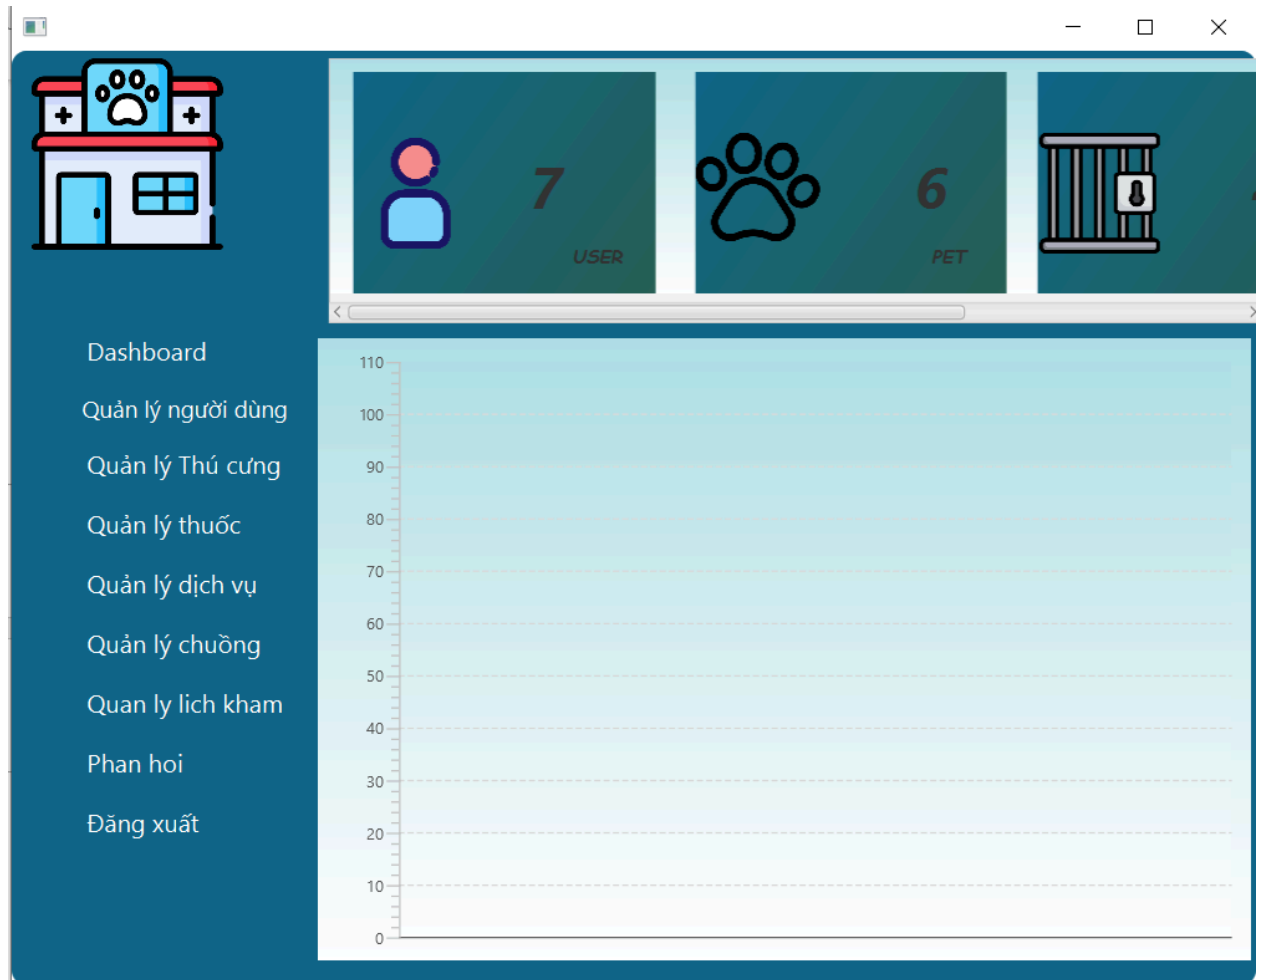 7
USER
6
PET
Dashboard
Quản lý người dùng
Quản lý Thú cưng
Quản lý thuốc
Quản lý dịch vụ
Quản lý chuồng
Quan ly lich kham
Phan hoi
Đăng xuất
110
100
90
80
70
60
50
40
30
20
10
0